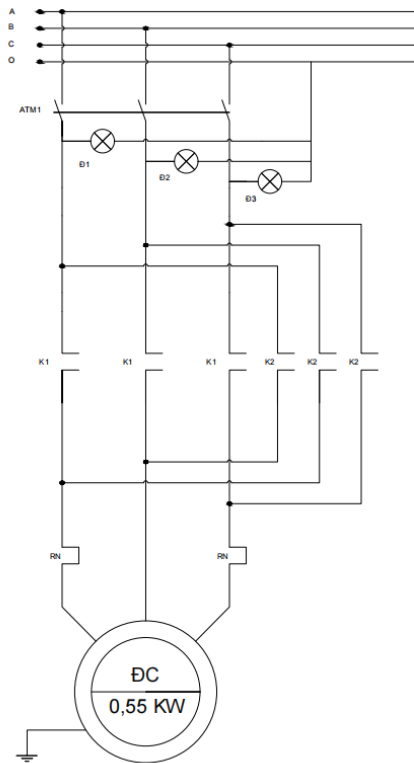 A
B
C
O
ATM1
Đ1
Đ2
Đ3
K1 K1 K1 K2 K2 K2
RN RN
ĐC
0,55 KW